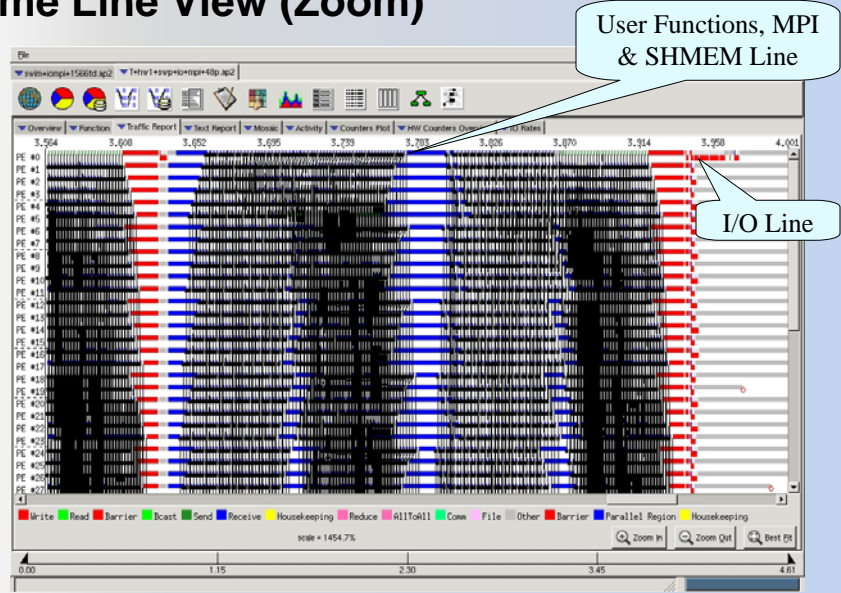 me Line View (Zoom)
User Functions, MPI
& SHMEM Line
File
swim+iompi+1566td.ap2 T+hw1+swp+io+mpi+48p.ap2
Overview Function Traffic Report Text Report Mosaic Activity Counters Plot HW Counters IO Rates
3.564 3.608 3.652 3.695 3.739 3.783 3.826 3.870 3.914 3.958 4.001
PE #0
PE #1
PE #2
PE #3
PE #4
PE #5
PE #6
PE #7
PE #8
PE #9
PE #10
PE #11
PE #12
PE #13
PE #14
PE #15
PE #16
PE #17
PE #18
PE #19
PE #20
PE #21
PE #22
PE #23
PE #24
PE #25
PE #26
PE #27
I/O Line
Write Read Barrier Bcast Send Receive Housekeeping Reduce AllToAll Comm File Other Barrier Parallel Region Housekeeping
scale = 1454.7% Zoom In Zoom Out Best Fit
0.00 1.15 2.30 3.45 4.61